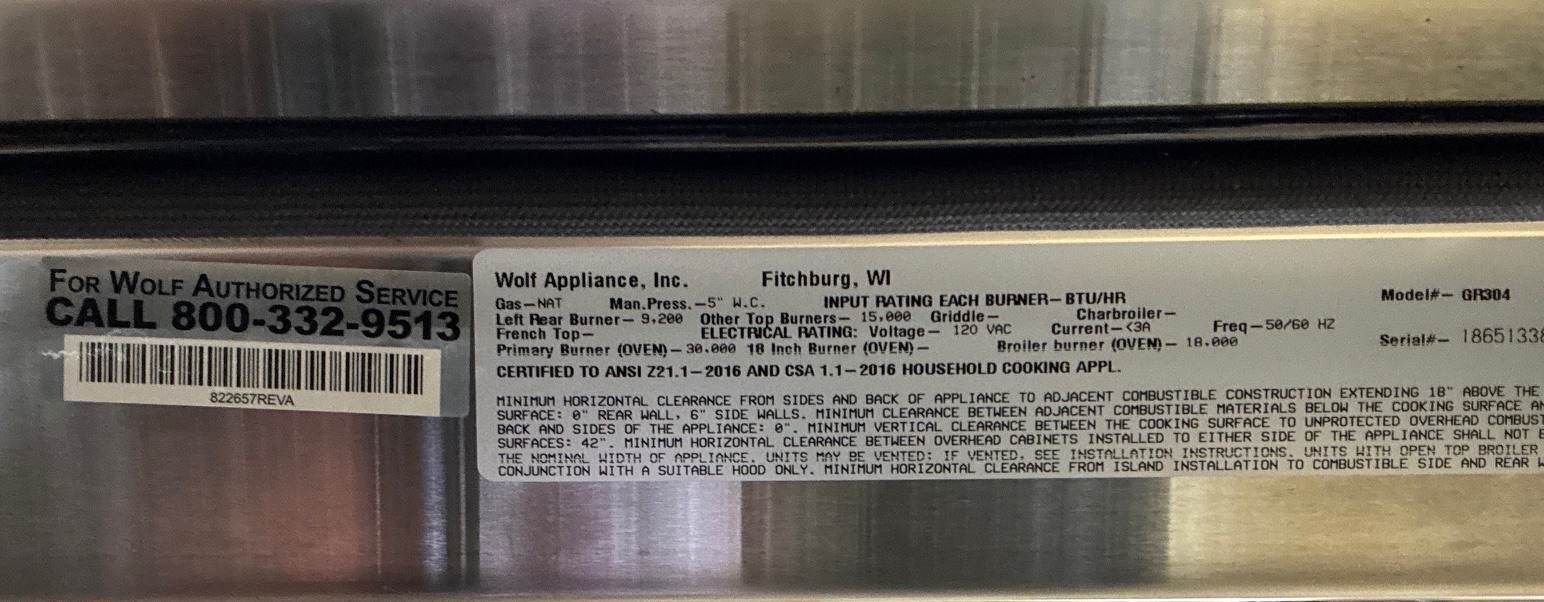 FOR WOLF AUTHORIZED SERVICE
CALL 800-332-9513
822657REVA
Wolf Appliance, Inc. Fitchburg, WI
Gas-NAT Man.Press.-5" W.C. INPUT RATING EACH BURNER-BTU/HR Model#- GR304
Left Rear Burner- 9,200 Other Top Burners- 15,000 Griddle- Charbroiler-
French Top- ELECTRICAL RATING: Voltage- 120 VAC Current-<3A Freq-50/60 HZ Serial#- 1865133
Primary Burner (OVEN)-30,000 18 Inch Burner (OVEN)- Broiler burner (OVEN)- 18,000
CERTIFIED TO ANSI Z21.1-2016 AND CSA 1.1-2016 HOUSEHOLD COOKING APPL.
MINIMUM HORIZONTAL CLEARANCE FROM SIDES AND BACK OF APPLIANCE TO ADJACENT COMBUSTIBLE CONSTRUCTION EXTENDING 18" ABOVE THE
SURFACE: 0" REAR WALL, 6" SIDE WALLS. MINIMUM CLEARANCE BETWEEN ADJACENT COMBUSTIBLE MATERIALS BELOW THE COOKING SURFACE
BACK AND SIDES OF THE APPLIANCE: 0". MINIMUM VERTICAL CLEARANCE BETWEEN THE COOKING SURFACE TO UNPROTECTED OVERHEAD COMBUST
SURFACES: 42". MINIMUM HORIZONTAL CLEARANCE BETWEEN OVERHEAD CABINETS INSTALLED TO EITHER SIDE OF THE APPLIANCE SHALL NOT
THE NOMINAL WIDTH OF APPLIANCE. UNITS MAY BE VENTED: IF VENTED, SEE INSTALLATION INSTRUCTIONS. UNITS WITH OPEN TOP BROILER
CONJUNCTION WITH A SUITABLE HOOD ONLY. MINIMUM HORIZONTAL CLEARANCE FROM ISLAND INSTALLATION TO COMBUSTIBLE SIDE AND REAR